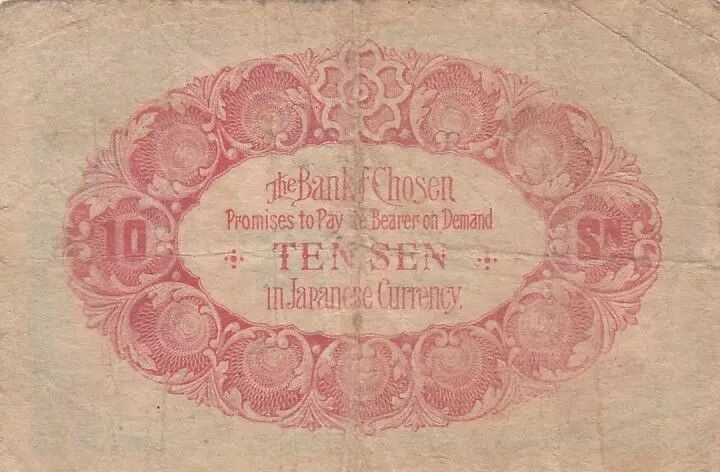 The Bank of Chosen
Promises to Pay the Bearer on Demand
10 TEN SEN SN
in Japanese Currency.